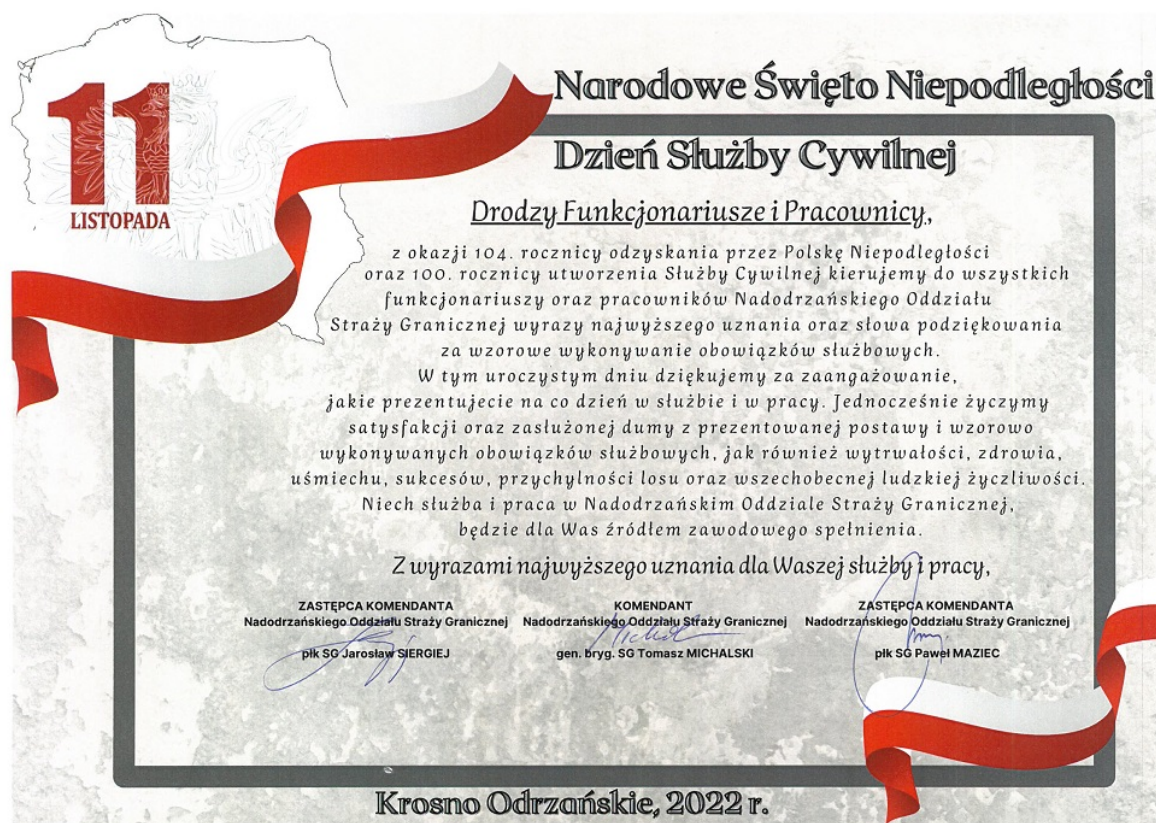 11
LISTOPADA
Narodowe Święto Niepodległości
Dzień Służby Cywilnej
Drodzy Funkcjonariusze i Pracownicy,
z okazji 104. rocznicy odzyskania przez Polskę Niepodległości
oraz 100. rocznicy utworzenia Służby Cywilnej kierujemy do wszystkich
funkcjonariuszy oraz pracowników Nadodrzańskiego Oddziału
Straży Granicznej wyrazy najwyższego uznania oraz słowa podziękowania
za wzorowe wykonywanie obowiązków służbowych.
W tym uroczystym dniu dziękujemy za zaangażowanie,
jakie prezentujecie na co dzień w służbie i w pracy. Jednocześnie życzymy
satysfakcji oraz zasłużonej dumy z prezentowanej postawy i wzorowo
wykonywanych obowiązków służbowych, jak również wytrwałości, zdrowia,
uśmiechu, sukcesów, przychylności losu oraz wszechobecnej ludzkiej życzliwości.
Niech służba i praca w Nadodrzańskim Oddziale Straży Granicznej,
będzie dla Was źródłem zawodowego spełnienia.
Z wyrazami najwyższego uznania dla Waszej służby i pracy,
ZASTĘPCA KOMENDANTA
Nadodrzańskiego Oddziału Straży Granicznej
płk SG Jarosław SIERGIEJ
KOMENDANT
Nadodrzańskiego Oddziału Straży Granicznej
gen. bryg. SG Tomasz MICHALSKI
ZASTĘPCA KOMENDANTA
Nadodrzańskiego Oddziału Straży Granicznej
płk SG Paweł MAZIEC
Krosno Odrzańskie, 2022 r.